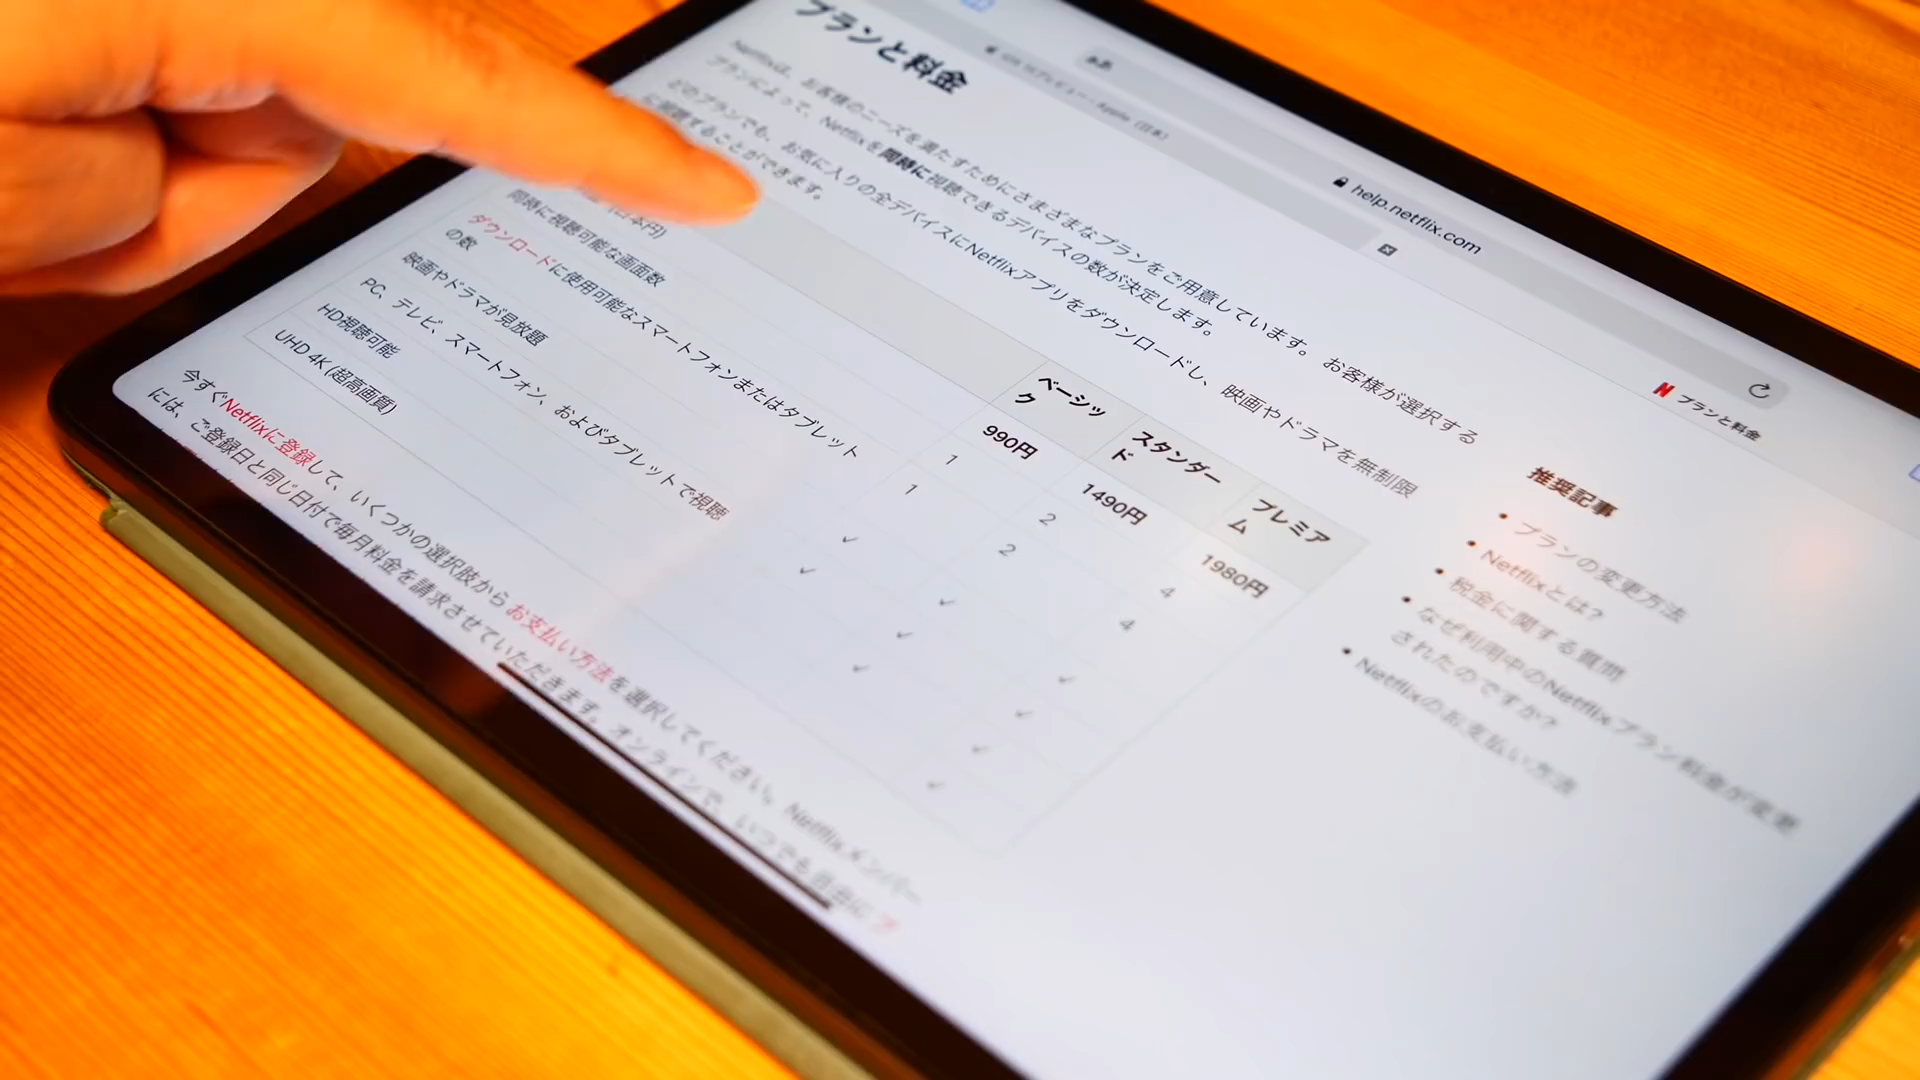 ぁあ
help.netflix.com
プランと料金
プランと料金
Netflixは、お客様のニーズを満たすためにさまざまなプランをご用意しています。お客様が選択する
プランによって、Netflixを同時に視聴できるデバイスの数が決定します。
どのプランでも、お気に入りの全デバイスにNetflixアプリをダウンロードし、映画やドラマを無制限
に視聴することができます。
ベーシッ
ク
スタンダー
ド
プレミア
ム
日本円)
990円
1490円
1980円
同時に視聴可能な画面数
1
2
4
ダウンロードに使用可能なスマートフォンまたはタブレット
の数
1
2
4
映画やドラマが見放題
✓
✓
✓
PC、テレビ、スマートフォン、およびタブレットで視聴
✓
✓
✓
HD視聴可能
✓
✓
UHD 4K (超高画質)
✓
今すぐNetflixに登録して、いくつかの選択肢からお支払い方法を選択してください。Netflixメンバー
には、ご登録日と同じ日付で毎月料金を請求させていただきます。オンラインで、いつでも自由に
推奨記事
• プランの変更方法
• Netflixとは?
• 税金に関する質問
• なぜ利用中のNetflixプラン料金が変更
されたのですか?
• Netflixのお支払い方法